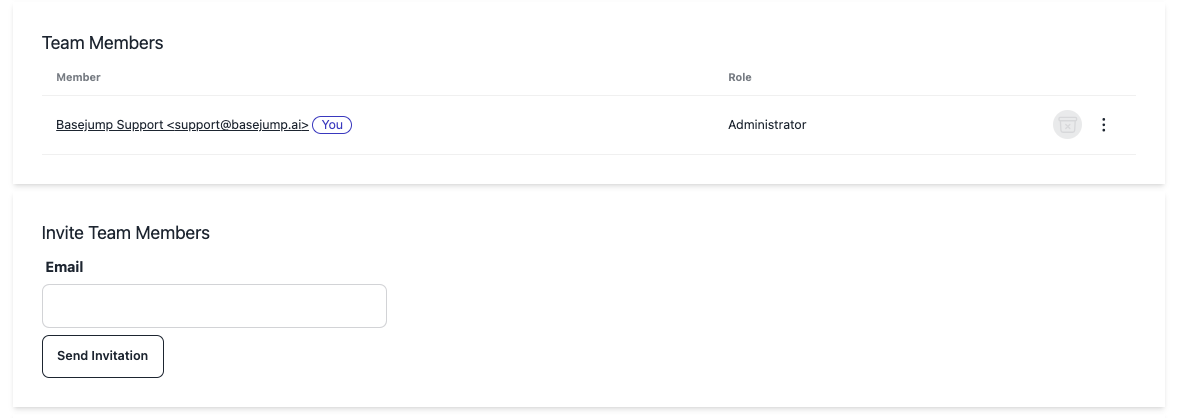 Team Members
Member Role
Basejump Support <support@basejump.ai> You Administrator
Invite Team Members
Email
Send Invitation